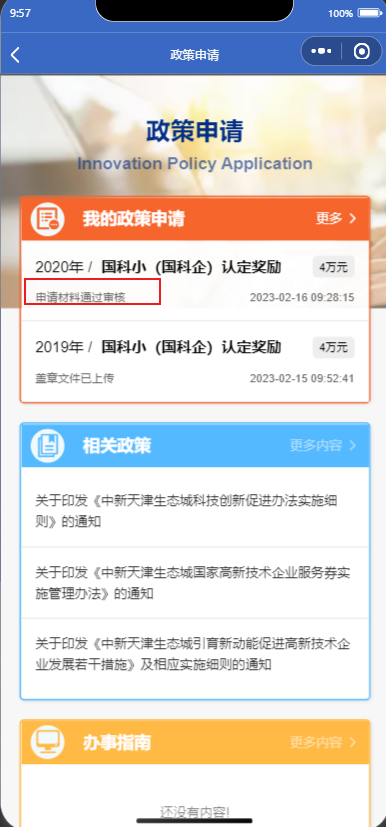 9:57
100%
政策申请
政策申请
Innovation Policy Application
我的政策申请
更多
2020年 / 国科小（国科企）认定奖励
4万元
申请材料通过审核
2023-02-16 09:28:15
2019年 / 国科小（国科企）认定奖励
4万元
盖章文件已上传
2023-02-15 09:52:41
相关政策
更多内容
关于印发《中新天津生态城科技创新促进办法实施细
则》的通知
关于印发《中新天津生态城国家高新技术企业服务券实
施管理办法》的通知
关于印发《中新天津生态城引育新动能促进高新技术企
业发展若干措施》及相应实施细则的通知
办事指南
更多内容
还没有内容!